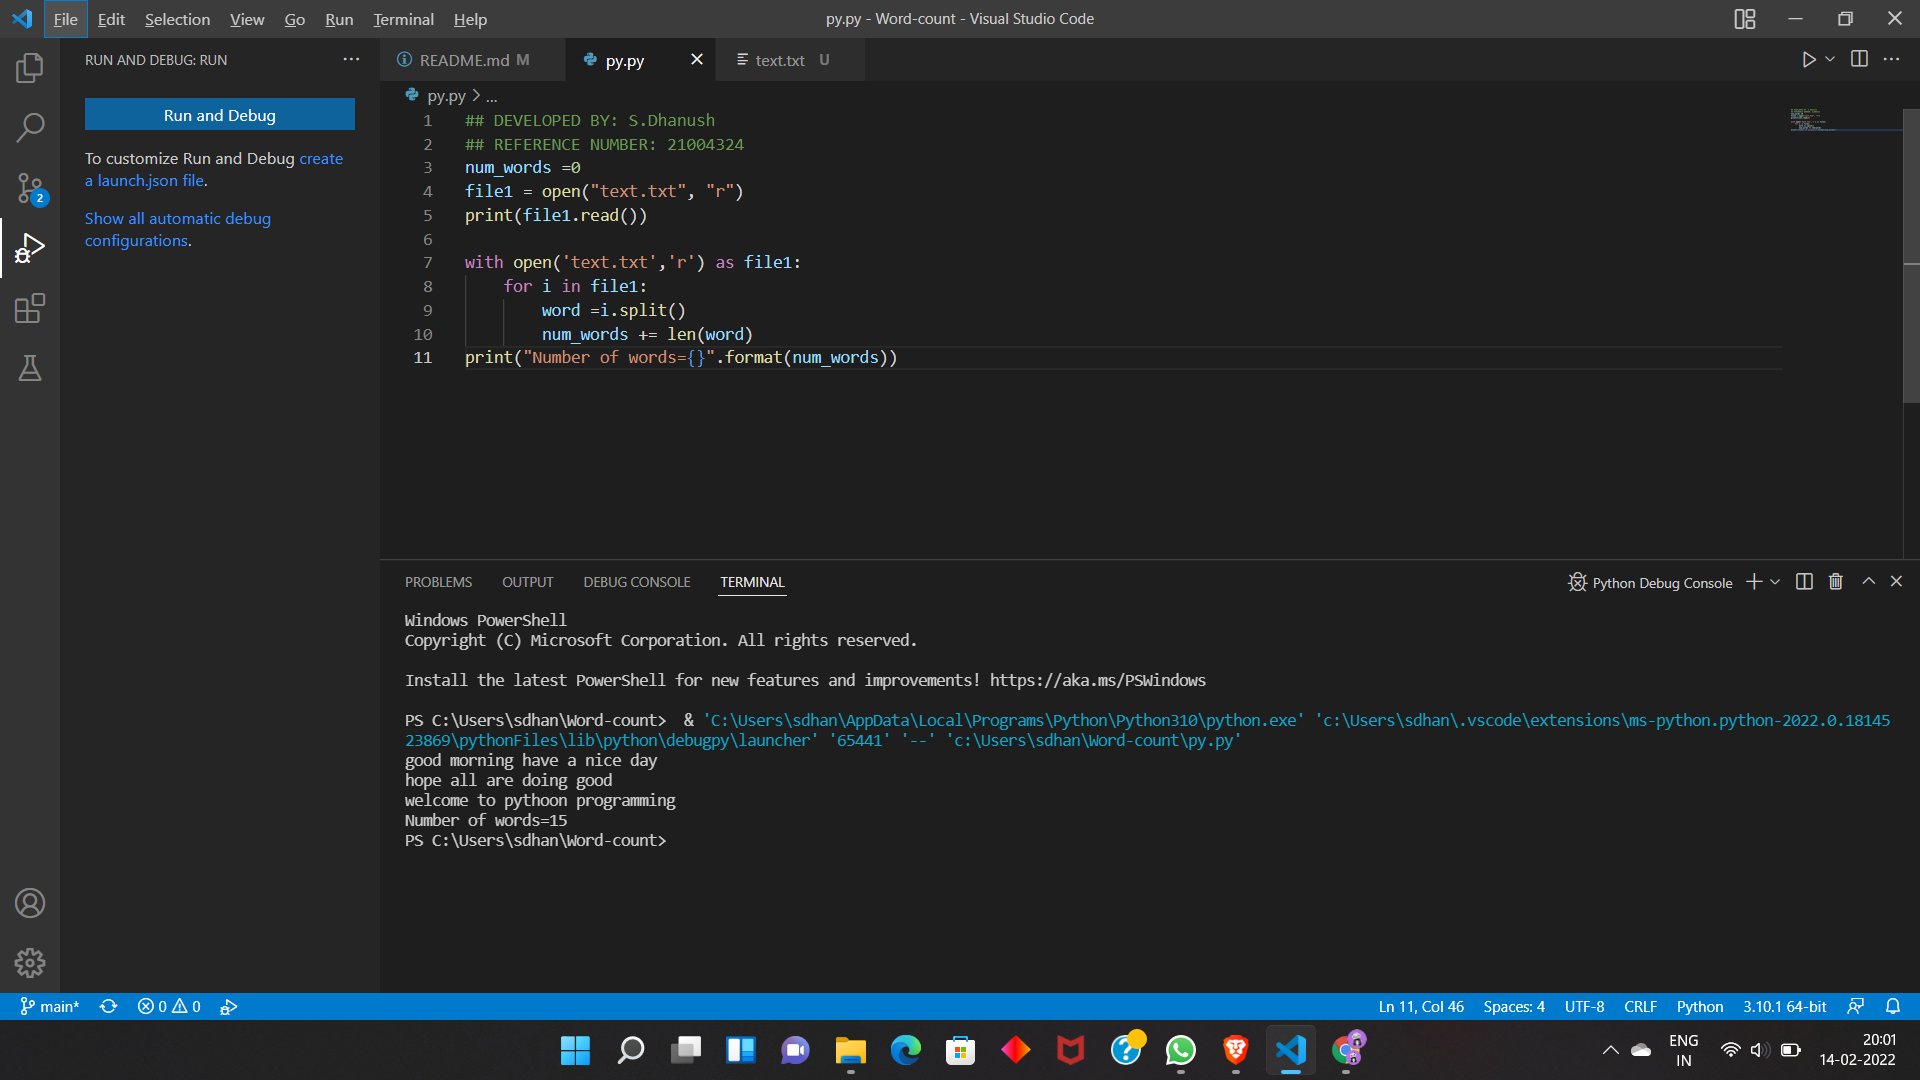 File Edit Selection View Go Run Terminal Help
py.py - Word-count - Visual Studio Code
RUN AND DEBUG: RUN
Run and Debug
To customize Run and Debug create
a launch.json file.
Show all automatic debug
configurations.
2
README.md M
py.py
text.txt U
py.py > ...
1 ## DEVELOPED BY: S.Dhanush
2 ## REFERENCE NUMBER: 21004324
3 num_words =0
4 file1 = open("text.txt", "r")
5 print(file1.read())
6
7 with open('text.txt','r') as file1:
8 for i in file1:
9 word =i.split()
10 num_words += len(word)
11 print("Number of words={}".format(num_words))
PROBLEMS OUTPUT DEBUG CONSOLE TERMINAL
Python Debug Console
Windows PowerShell
Copyright (C) Microsoft Corporation. All rights reserved.
Install the latest PowerShell for new features and improvements! https://aka.ms/PSWindows
PS C:\Users\sdhan\Word-count> & 'C:\Users\sdhan\AppData\Local\Programs\Python\Python310\python.exe' 'c:\Users\sdhan\.vscode\extensions\ms-python.python-2022.0.18145
23869\pythonFiles\lib\python\debugpy\launcher' '65441' '--' 'c:\Users\sdhan\Word-count\py.py'
good morning have a nice day
hope all are doing good
welcome to pythoon programming
Number of words=15
PS C:\Users\sdhan\Word-count>
main* 0 0
Ln 11, Col 46 Spaces: 4 UTF-8 CRLF Python 3.10.1 64-bit
ENG
IN
20:01
14-02-2022